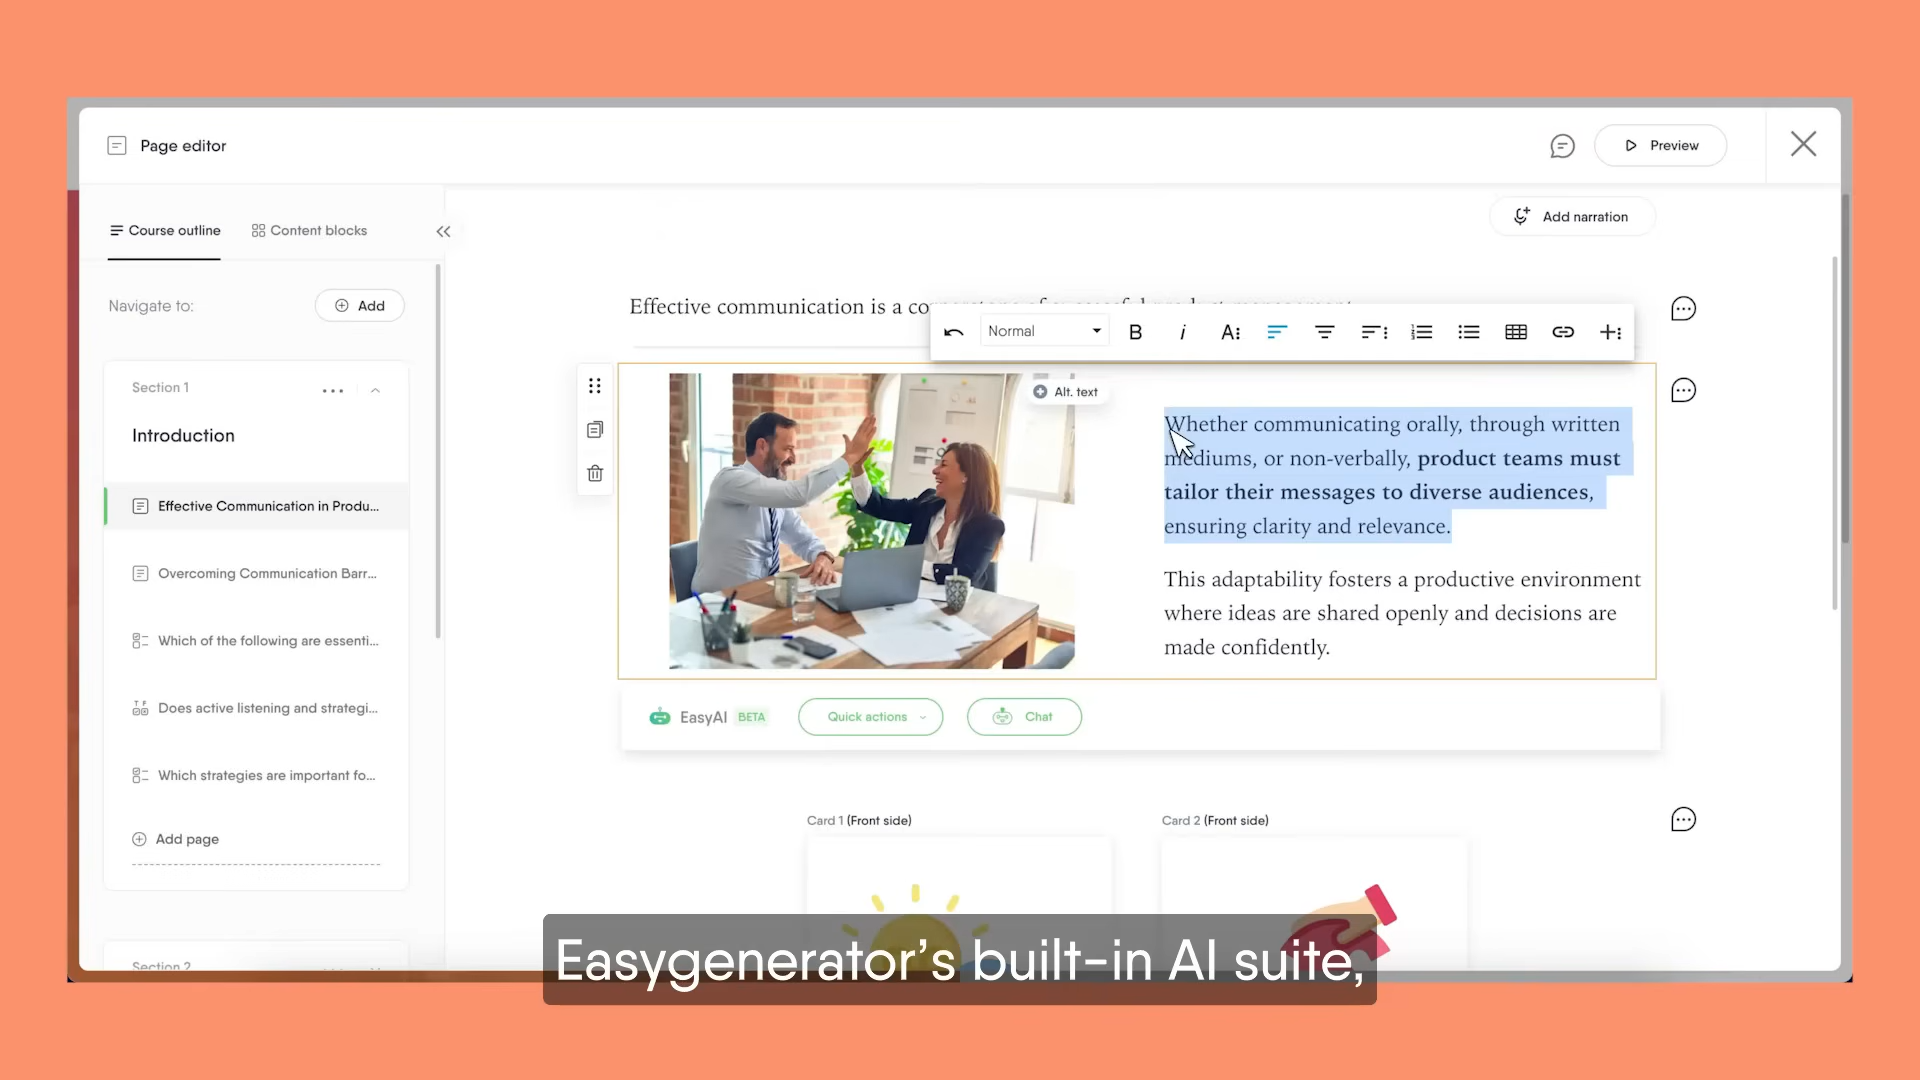 Page editor
Preview
Course outline
Content blocks
Add narration
Navigate to:
Add
Effective communication is a
Normal
B
i
A
Section 1
Introduction
Effective Communication in Produ...
Overcoming Communication Barr...
Which of the following are essenti...
T F
Does active listening and strategi...
Which strategies are important fo...
Add page
Section 2
Alt. text
Whether communicating orally, through written
mediums, or non-verbally, product teams must
tailor their messages to diverse audiences,
ensuring clarity and relevance.
This adaptability fosters a productive environment
where ideas are shared openly and decisions are
made confidently.
EasyAI BETA
Quick actions
Chat
Card 1 (Front side)
Card 2 (Front side)
Easygenerator's built-in AI suite,